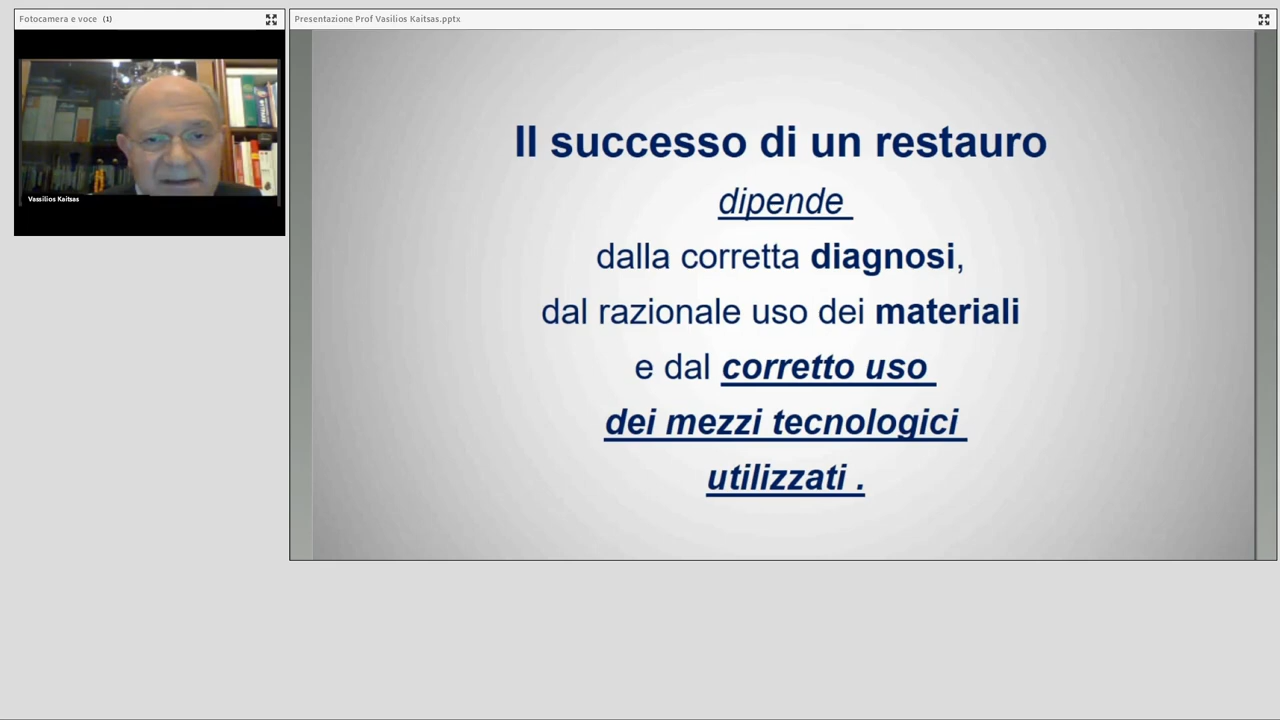 Fotocamera e voce (1)
Presentazione Prof Vasilios Kaitsas.pptx
Vassilios Kaitsas
Il successo di un restauro
dipende
dalla corretta diagnosi,
dal razionale uso dei materiali
e dal corretto uso
dei mezzi tecnologici
utilizzati .